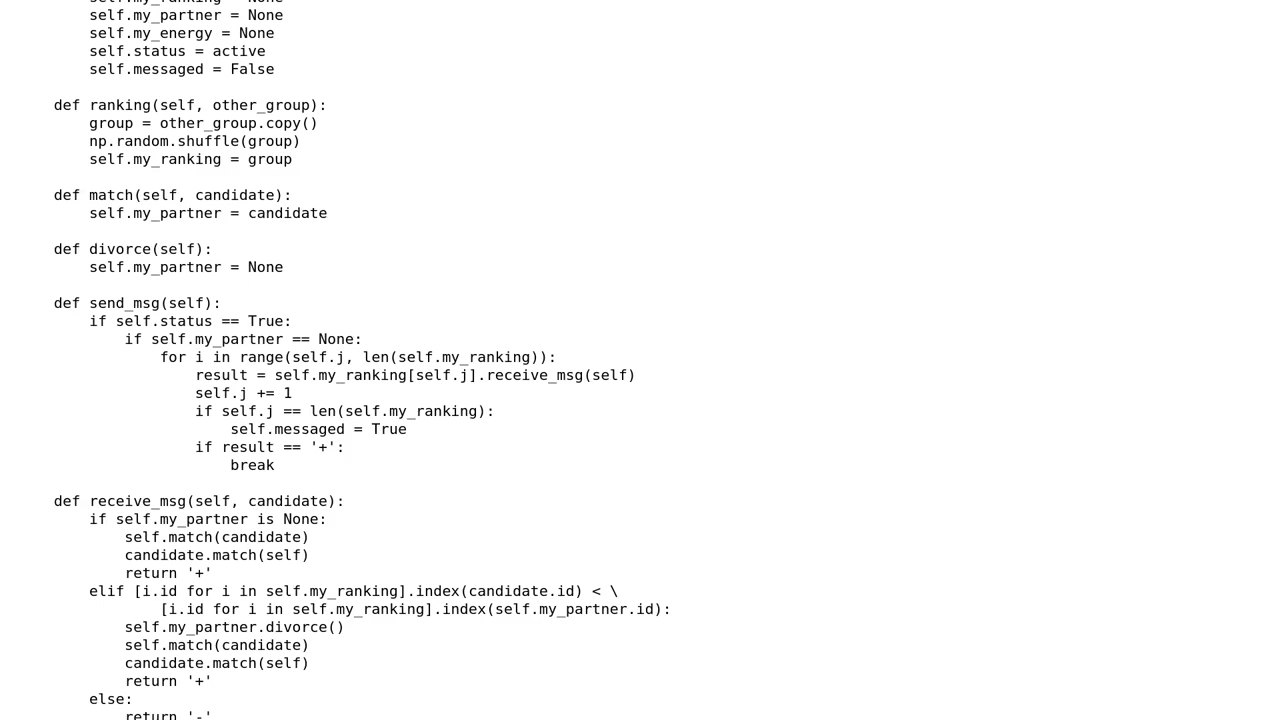 self.my_ranking = None
self.my_partner = None
self.my_energy = None
self.status = active
self.messaged = False
def ranking(self, other_group):
group = other_group.copy()
np.random.shuffle(group)
self.my_ranking = group
def match(self, candidate):
self.my_partner = candidate
def divorce(self):
self.my_partner = None
def send_msg(self):
if self.status == True:
if self.my_partner == None:
for i in range(self.j, len(self.my_ranking)):
result = self.my_ranking[self.j].receive_msg(self)
self.j += 1
if self.j == len(self.my_ranking):
self.messaged = True
if result == '+':
break
def receive_msg(self, candidate):
if self.my_partner is None:
self.match(candidate)
candidate.match(self)
return '+'
elif [i.id for i in self.my_ranking].index(candidate.id) < \
[i.id for i in self.my_ranking].index(self.my_partner.id):
self.my_partner.divorce()
self.match(candidate)
candidate.match(self)
return '+'
else:
return '-'